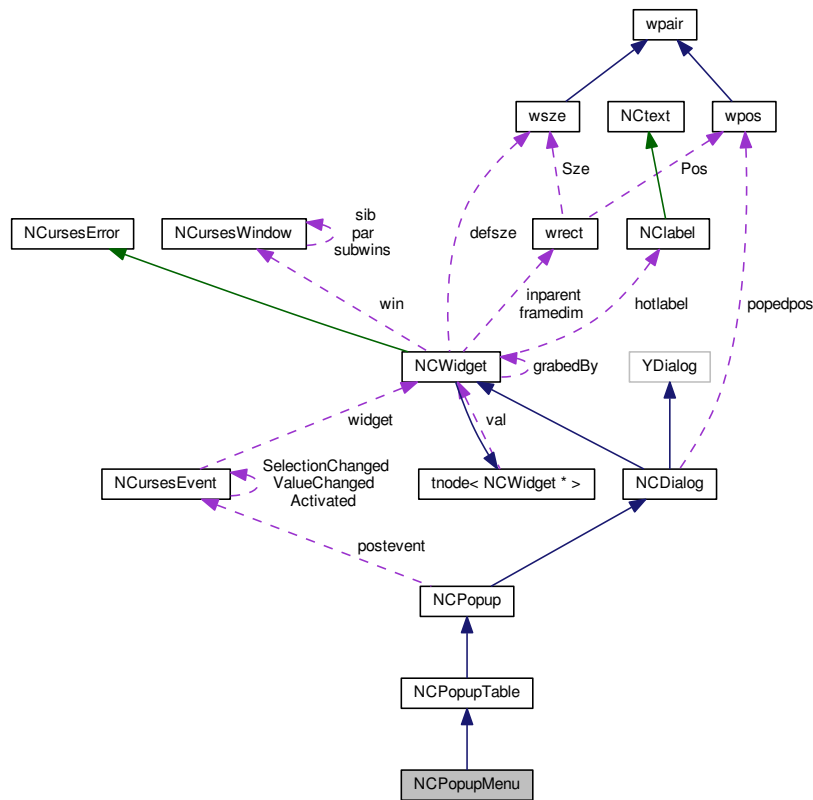 wpair
wsze
NCtext
wpos
Sze
Pos
NCursesError
NCursesWindow
sib
par
subwins
defsze
wrect
NClabel
win
inparent
framedim
hotlabel
popedpos
NCWidget
grabedBy
YDialog
widget
val
NCursesEvent
SelectionChanged
ValueChanged
Activated
tnode< NCWidget * >
NCDialog
postevent
NCPopup
NCPopupTable
NCPopupMenu